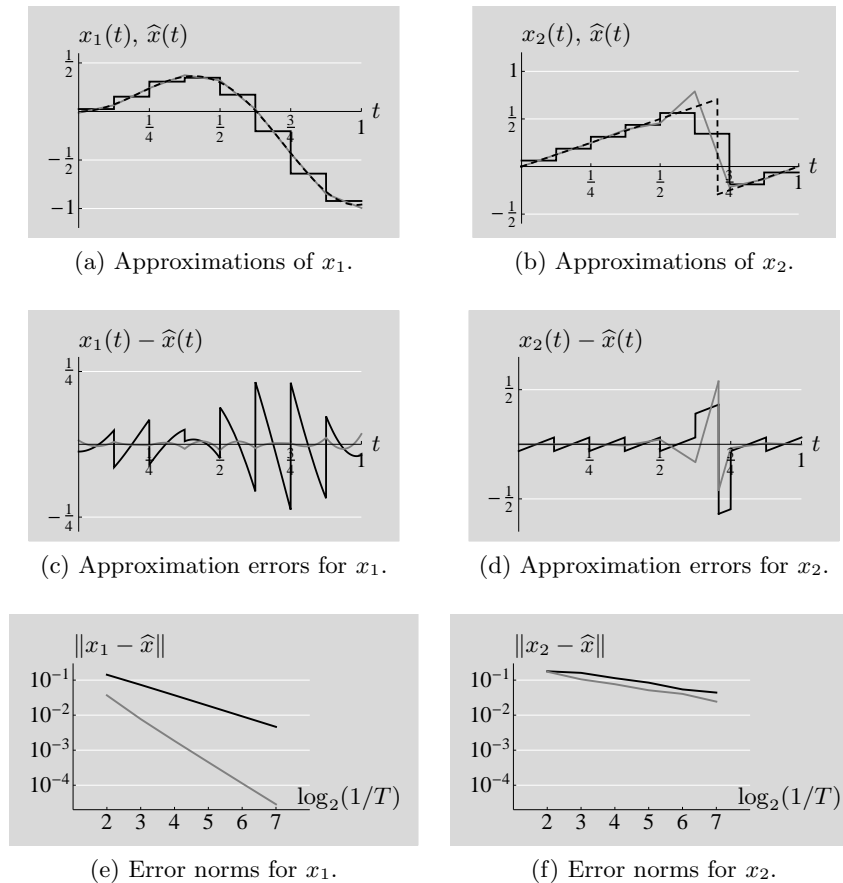 x₁(t), x̂(t)
1/2
t
1/4
1/2
3/4
1
−1/2
−1
(a) Approximations of x₁.
x₂(t), x̂(t)
1
1/2
t
1/4
1/2
3/4
1
−1/2
(b) Approximations of x₂.
x₁(t) − x̂(t)
1/4
t
1/4
1/2
3/4
1
−1/4
(c) Approximation errors for x₁.
x₂(t) − x̂(t)
1/2
t
1/4
1/2
3/4
1
−1/2
(d) Approximation errors for x₂.
‖x₁ − x̂‖
10⁻¹
10⁻²
10⁻³
10⁻⁴
log₂(1/T)
2 3 4 5 6 7
(e) Error norms for x₁.
‖x₂ − x̂‖
10⁻¹
10⁻²
10⁻³
10⁻⁴
log₂(1/T)
2 3 4 5 6 7
(f) Error norms for x₂.